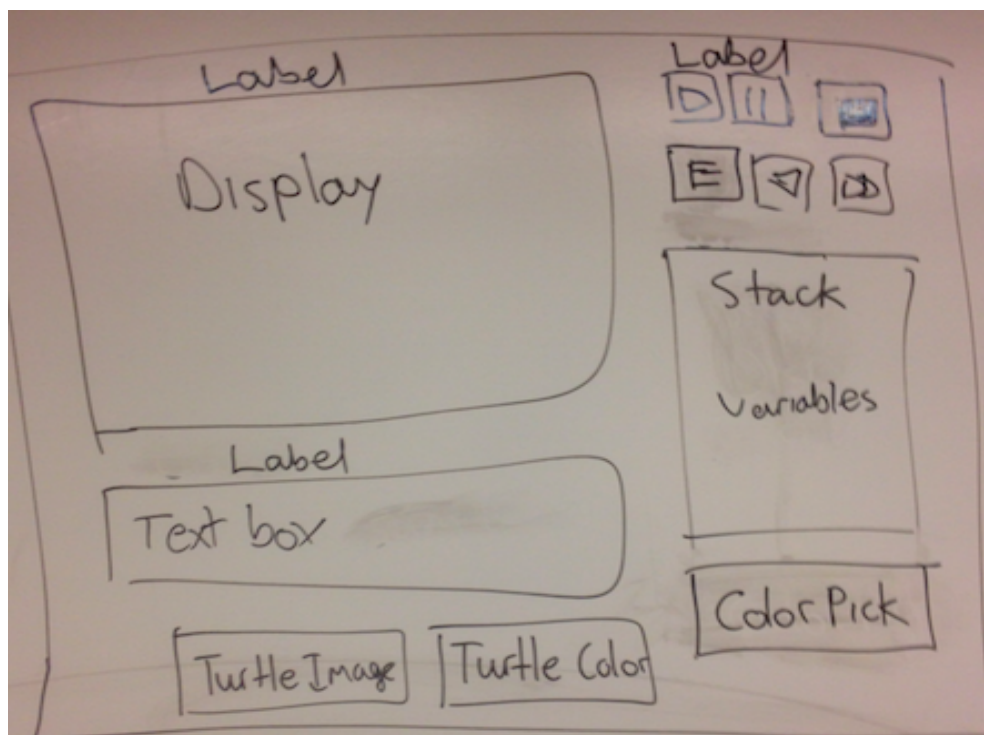 Label
Display
Label
Text box
Turtle Image
Turtle Color
Label
E
Stack
Variables
Color Pick